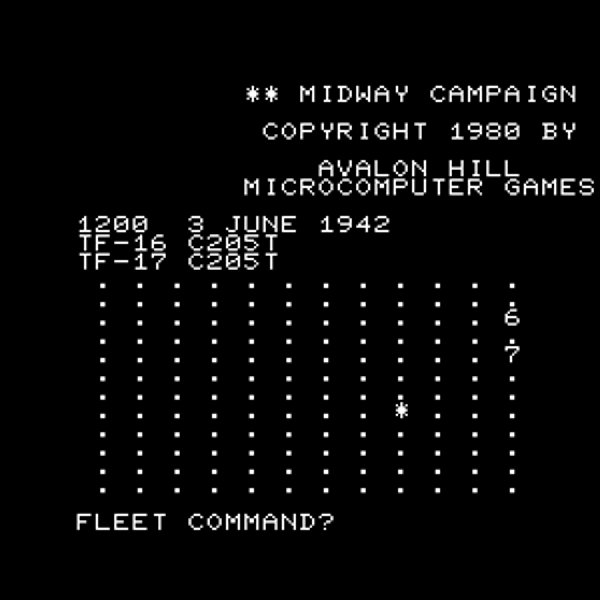 ** MIDWAY CAMPAIGN
COPYRIGHT 1980 BY
AVALON HILL
MICROCOMPUTER GAMES
1200  3 JUNE 1942
TF-16 C205T
TF-17 C205T
. . . . . . . . . . . .
. . . . . . . . . . . .
. . . . . . . . . . . 6
. . . . . . . . . . . .
. . . . . . . . . . . 7
. . . . . . . . . . . .
. . . . . . . . . . . .
. . . . . . . . * . . .
. . . . . . . . . . . .
. . . . . . . . . . . .
. . . . . . . . . . . .
. . . . . . . . . . . .
FLEET COMMAND?